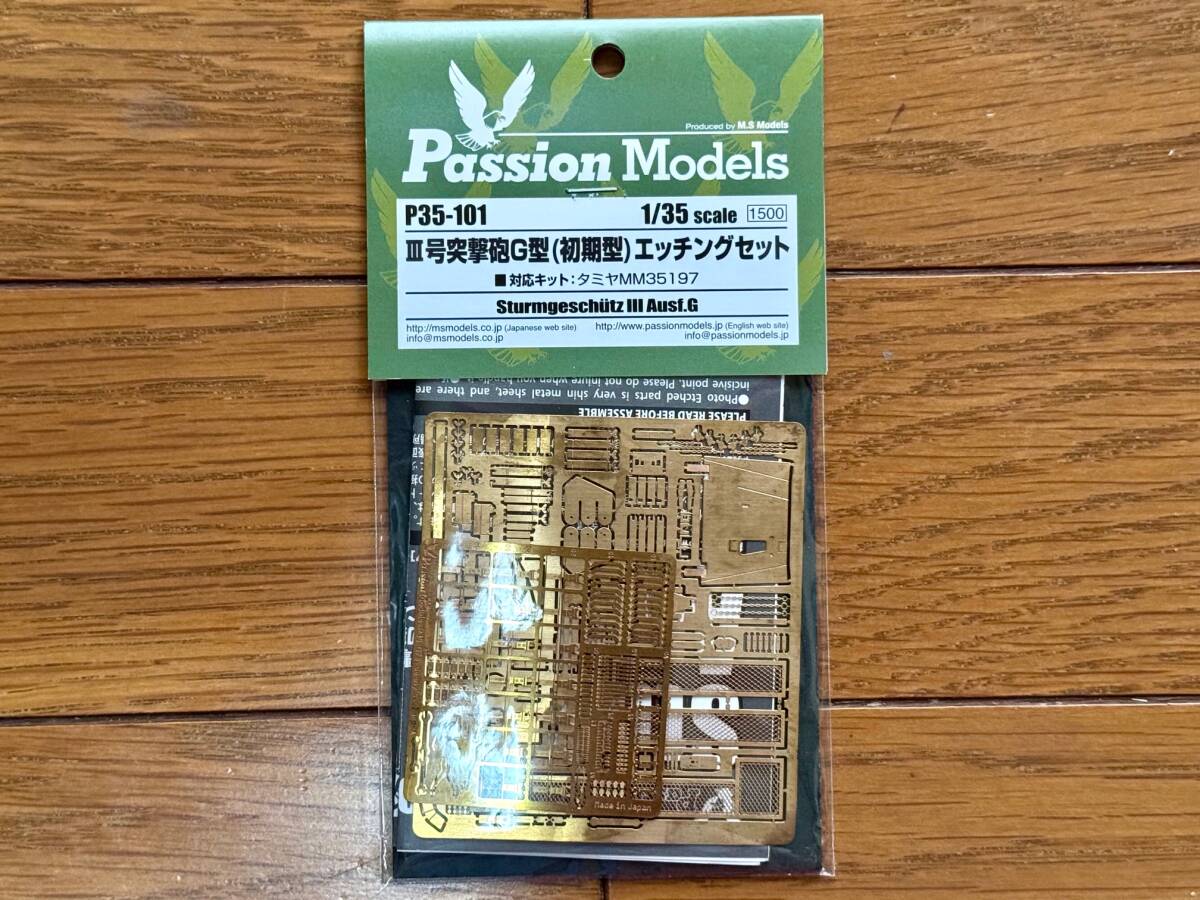 Produced by M.S Models
Passion Models
P35-101 1/35 scale 1500
Ⅲ号突撃砲G型(初期型)エッチングセット
■対応キット:タミヤMM35197
Sturmgeschütz III Ausf.G
http://msmodels.co.jp (Japanese web site) http://www.passionmodels.jp (English web site)
info@msmodels.co.jp info@passionmodels.jp
incisive point. Please do not injure when you handle
●Photo Etched parts is very shin metal sheet, and there are
PLEASE READ BEFORE ASSEMBLE
Made in Japan